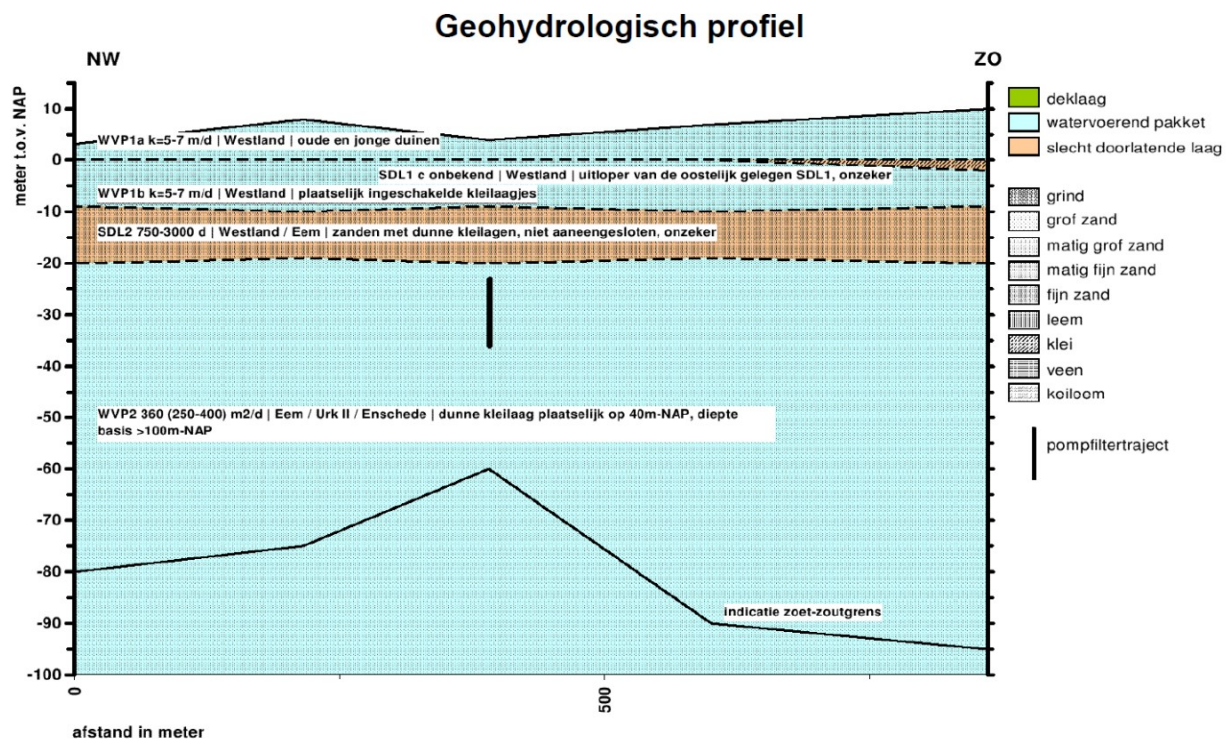 Geohydrologisch profiel
NW
ZO
meter t.o.v. NAP
10
0
-10
-20
-30
-40
-50
-60
-70
-80
-90
-100
WVP1a k=5-7 m/d | Westland | oude en jonge duinen
SDL1 c onbekend | Westland | uitloper van de oostelijk gelegen SDL1, onzeker
WVP1b k=5-7 m/d | Westland | plaatselijk ingeschakelde kleilaagjes
SDL2 750-3000 d | Westland / Eem | zanden met dunne kleilagen, niet aaneengesloten, onzeker
WVP2 360 (250-400) m2/d | Eem / Urk II / Enschede | dunne kleilaag plaatselijk op 40m-NAP, diepte
basis >100m-NAP
indicatie zoet-zoutgrens
0
500
afstand in meter
deklaag
watervoerend pakket
slecht doorlatende laag
grind
grof zand
matig grof zand
matig fijn zand
fijn zand
leem
klei
veen
keileem
pompfiltertraject